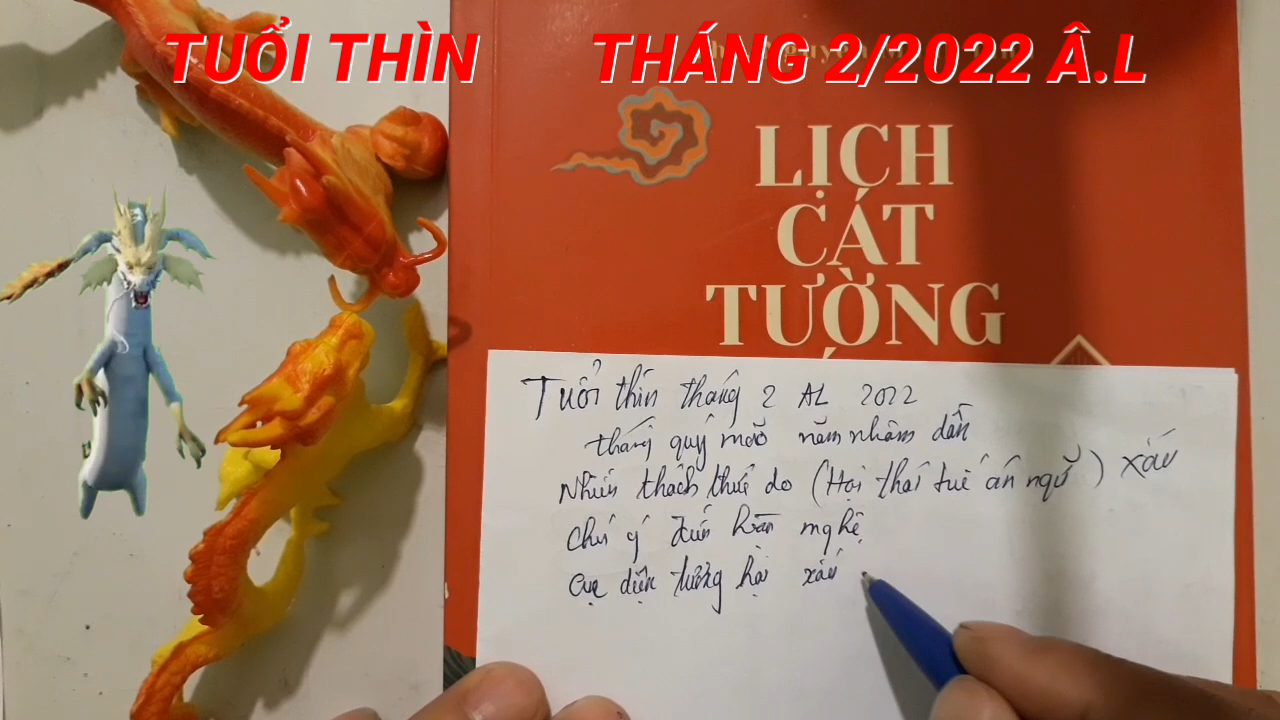 TUỔI THÌN THÁNG 2/2022 Â.L
LỊCH
CÁT
TƯỜNG
Tuổi thìn tháng 2 AL 2022
tháng quý mão năm nhâm dần
Nhiều thách thức do (Hại thái tuế án ngữ) xấu
chú ý đến hôn nghệ
cục diện tương hại xấu